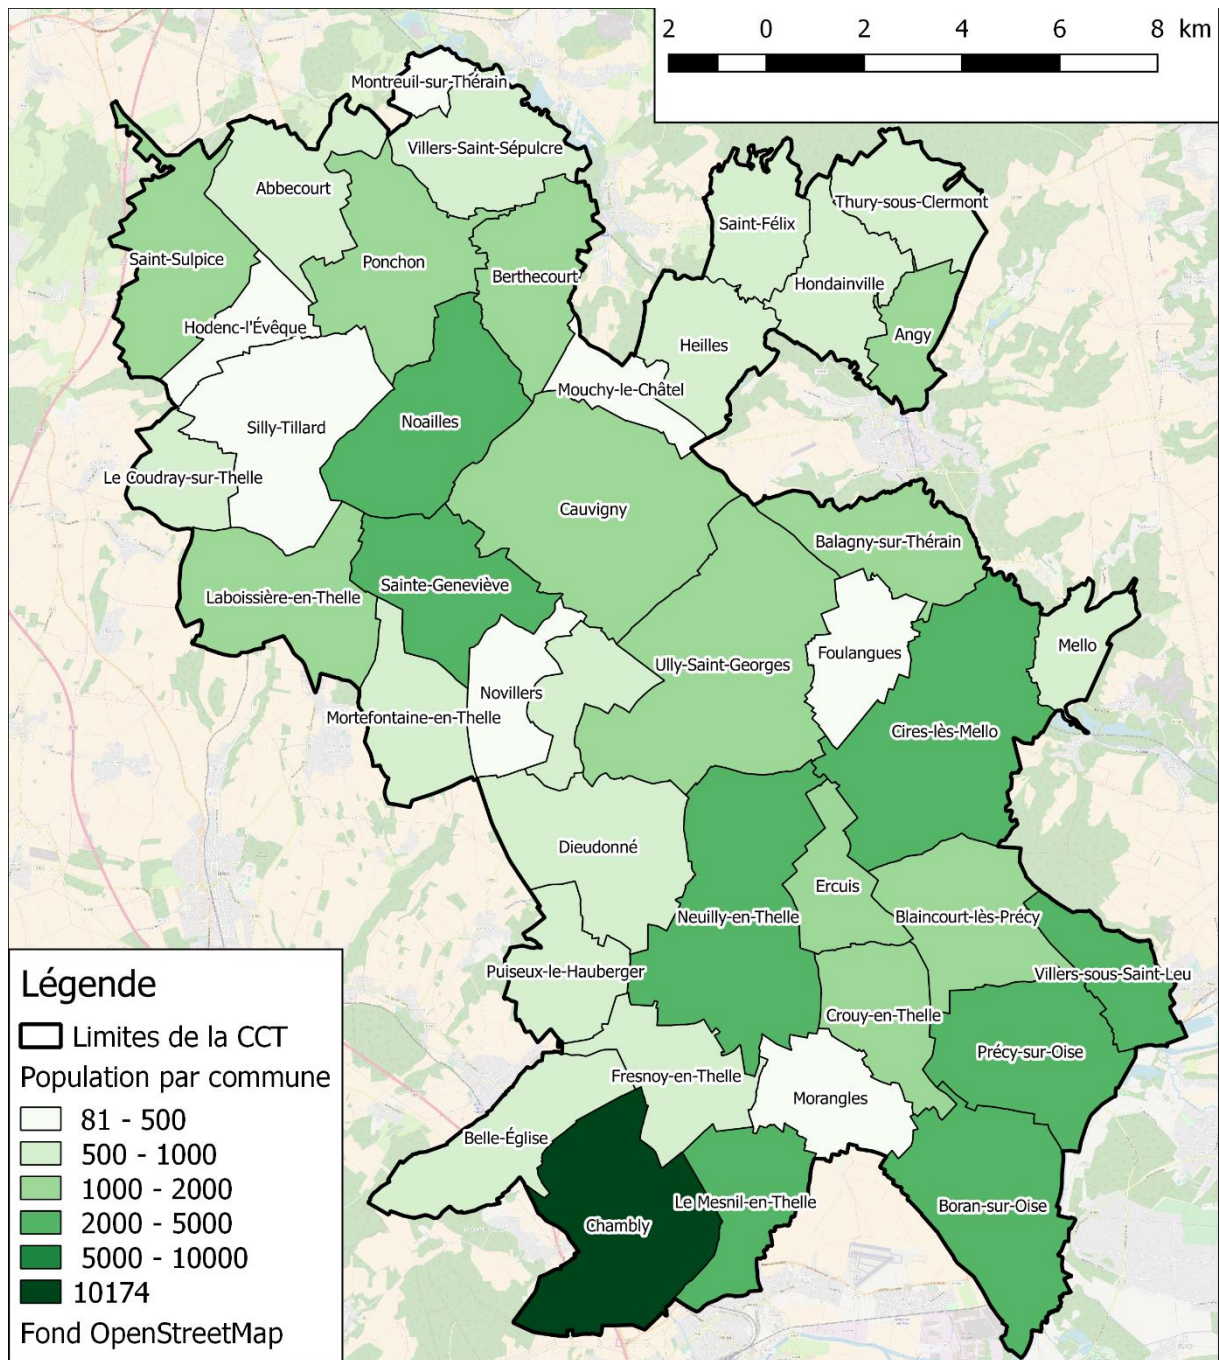 2 0 2 4 6 8 km
Montreuil-sur-Thérain
Villers-Saint-Sépulcre
Abbecourt
Thury-sous-Clermont
Saint-Félix
Saint-Sulpice
Ponchon
Berthecourt
Hondainville
Hodenc-l'Évêque
Angy
Heilles
Mouchy-le-Châtel
Silly-Tillard
Noailles
Le Coudray-sur-Thelle
Cauvigny
Balagny-sur-Thérain
Sainte-Geneviève
Laboissière-en-Thelle
Mello
Foulangues
Ully-Saint-Georges
Novillers
Mortefontaine-en-Thelle
Cires-lès-Mello
Dieudonné
Ercuis
Neuilly-en-Thelle
Blaincourt-lès-Précy
Puiseux-le-Hauberger
Villers-sous-Saint-Leu
Crouy-en-Thelle
Précy-sur-Oise
Fresnoy-en-Thelle
Morangles
Belle-Église
Le Mesnil-en-Thelle
Boran-sur-Oise
Chambly
Légende
Limites de la CCT
Population par commune
81 - 500
500 - 1000
1000 - 2000
2000 - 5000
5000 - 10000
10174
Fond OpenStreetMap